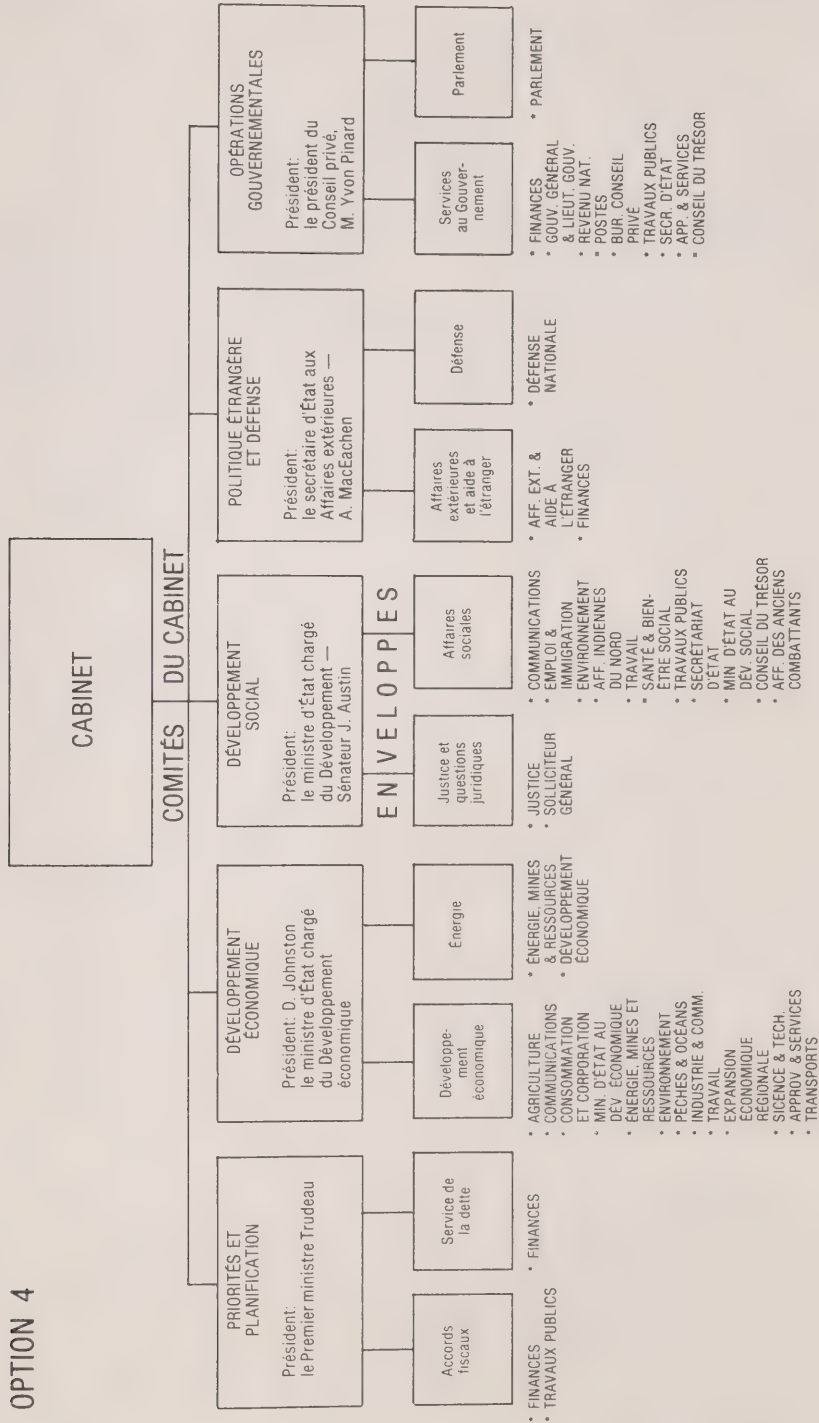 OPTION 4
CABINET
COMITÉS DU CABINET
PRIORITÉS ET
PLANIFICATION
Président:
le Premier ministre Trudeau
DÉVELOPPEMENT
ÉCONOMIQUE
Président: D. Johnston
le ministre d'État chargé
du Développement
économique
DÉVELOPPEMENT
SOCIAL
Président:
le ministre d'État chargé
du Développement —
Sénateur J. Austin
POLITIQUE ÉTRANGÈRE
ET DÉFENSE
Président:
le secrétaire d'État aux
Affaires extérieures —
A. MacEachen
OPÉRATIONS
GOUVERNEMENTALES
Président:
le président du
Conseil privé,
M. Yvon Pinard
ENVELOPPES
Accords
fiscaux
Service de
la dette
Développe-
ment
économique
Énergie
Justice et
questions
juridiques
Affaires
sociales
Affaires
extérieures
et aide à
l'étranger
Défense
Services
au Gouver-
nement
Parlement
* FINANCES
* TRAVAUX PUBLICS
* FINANCES
* AGRICULTURE
* COMMUNICATIONS
* CONSOMMATION
ET CORPORATION
* MIN. D'ÉTAT AU
DÉV ÉCONOMIQUE
* ÉNERGIE, MINES ET
RESSOURCES
* ENVIRONNEMENT
* PÊCHES & OCÉANS
* INDUSTRIE & COMM.
* TRAVAIL
* EXPANSION
ÉCONOMIQUE
RÉGIONALE
* SICENCE & TECH.
* APPROV. & SERVICES
* TRANSPORTS
* ÉNERGIE, MINES
& RESSOURCES
* DÉVELOPPEMENT
ÉCONOMIQUE
* JUSTICE
* SOLLICITEUR
GÉNÉRAL
* COMMUNICATIONS
* EMPLOI &
IMMIGRATION
* ENVIRONNEMENT
* AFF. INDIENNES
DU NORD
* TRAVAIL
* SANTÉ & BIEN-
ÊTRE SOCIAL
* TRAVAUX PUBLICS
* SECRÉTARIAT
D'ÉTAT
* MIN D'ÉTAT AU
DÉV. SOCIAL
* CONSEIL DU TRÉSOR
* AFF. DES ANCIENS
COMBATTANTS
* AFF. EXT. &
AIDE À
L'ÉTRANGER
* FINANCES
* DÉFENSE
NATIONALE
* FINANCES
* GOUV. GÉNÉRAL
& LIEUT. GOUV.
* REVENU NAT.
* POSTES
* BUR. CONSEIL
PRIVÉ
* TRAVAUX PUBLICS
* SECR. D'ÉTAT
* APP. & SERVICES
* CONSEIL DU TRÉSOR
* PARLEMENT